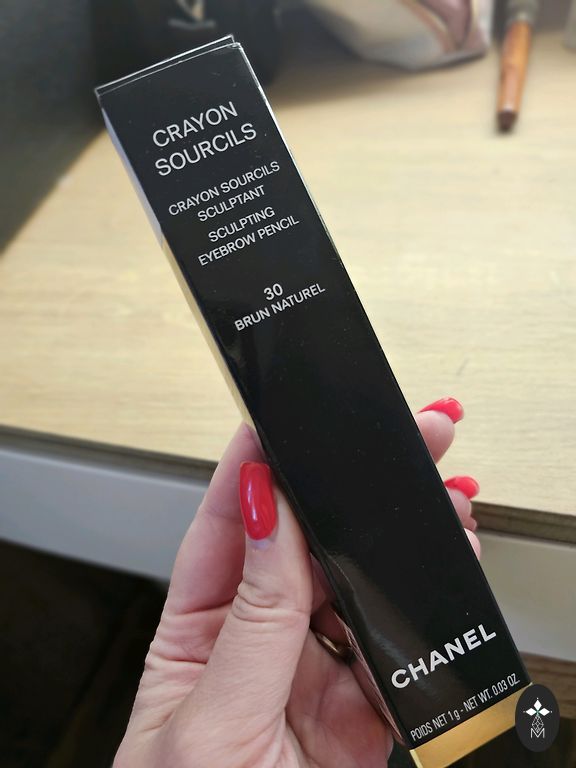 CRAYON
SOURCILS
CRAYON SOURCILS
SCULPTANT
SCULPTING
EYEBROW PENCIL
30
BRUN NATUREL
CHANEL
POIDS NET 1 g - NET WT. 0.03 OZ.